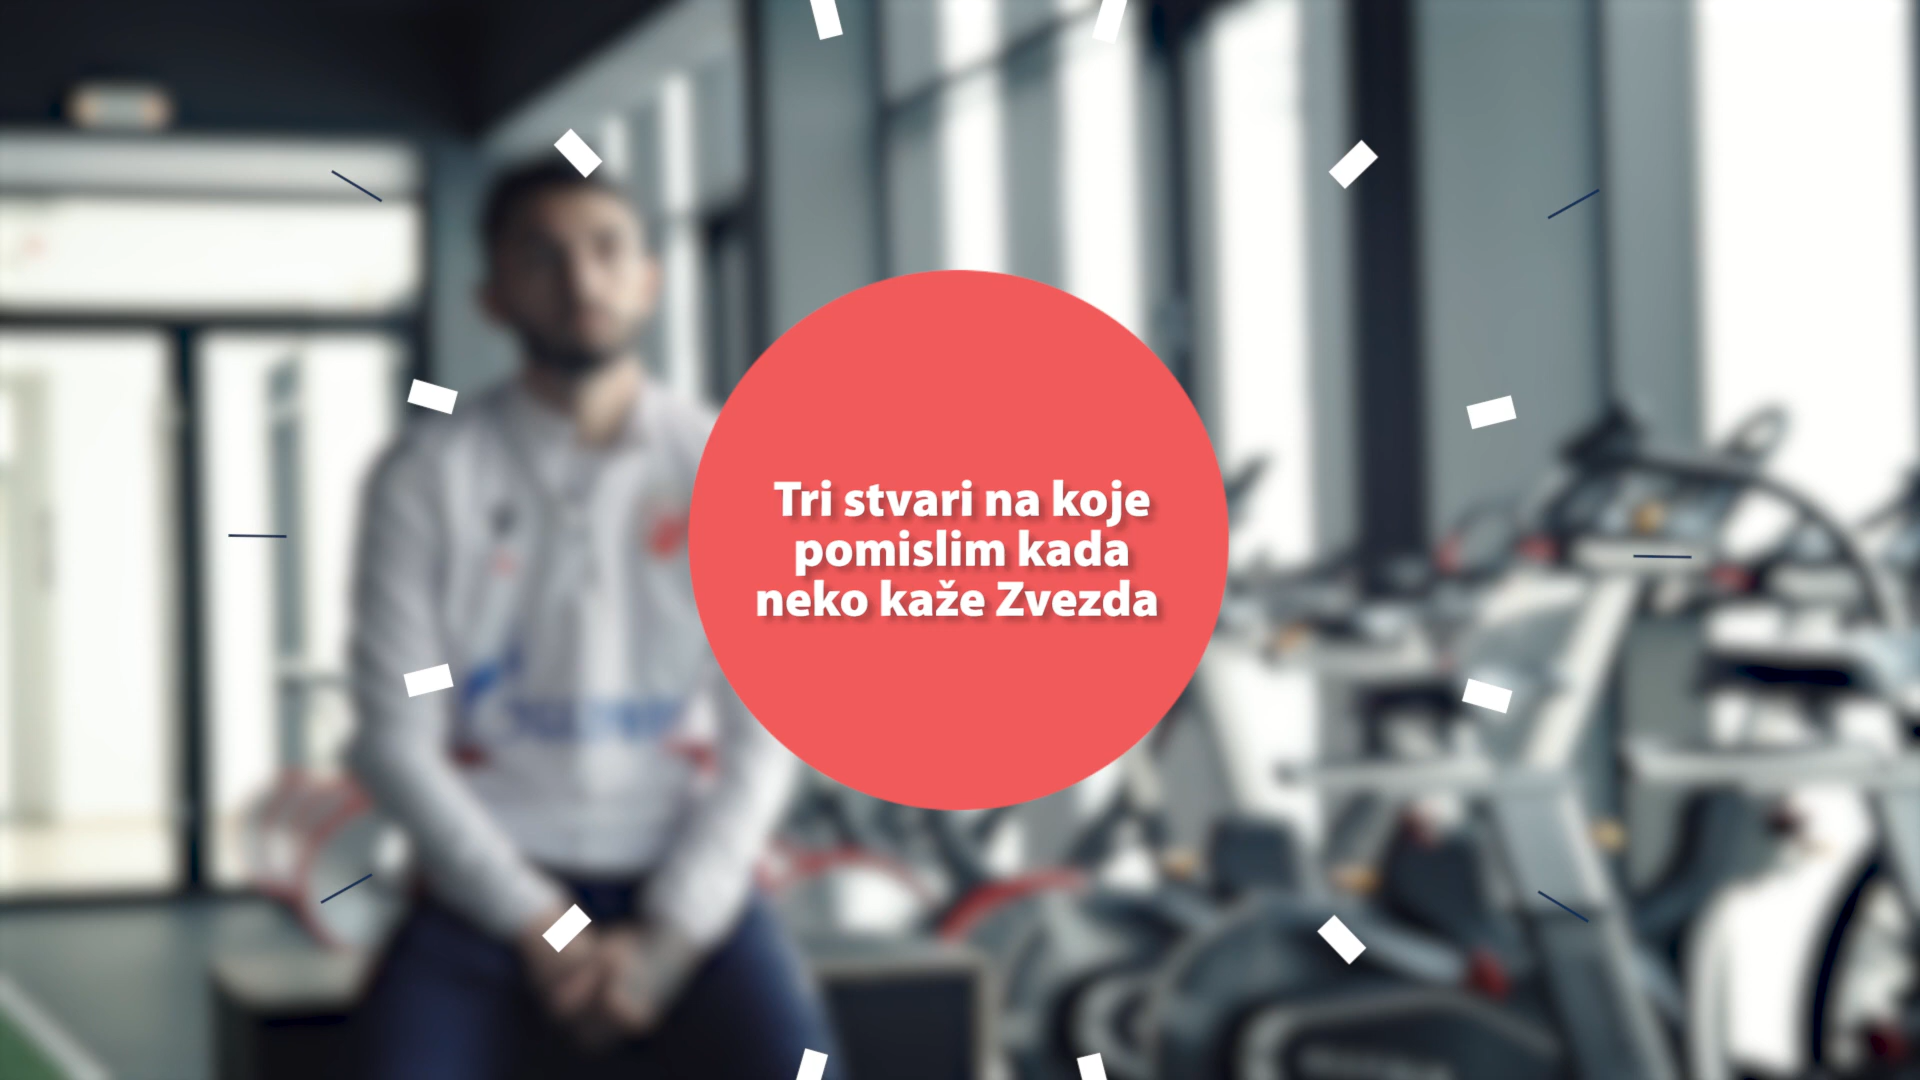 Tri stvari na koje
pomislim kada
neko kaže Zvezda